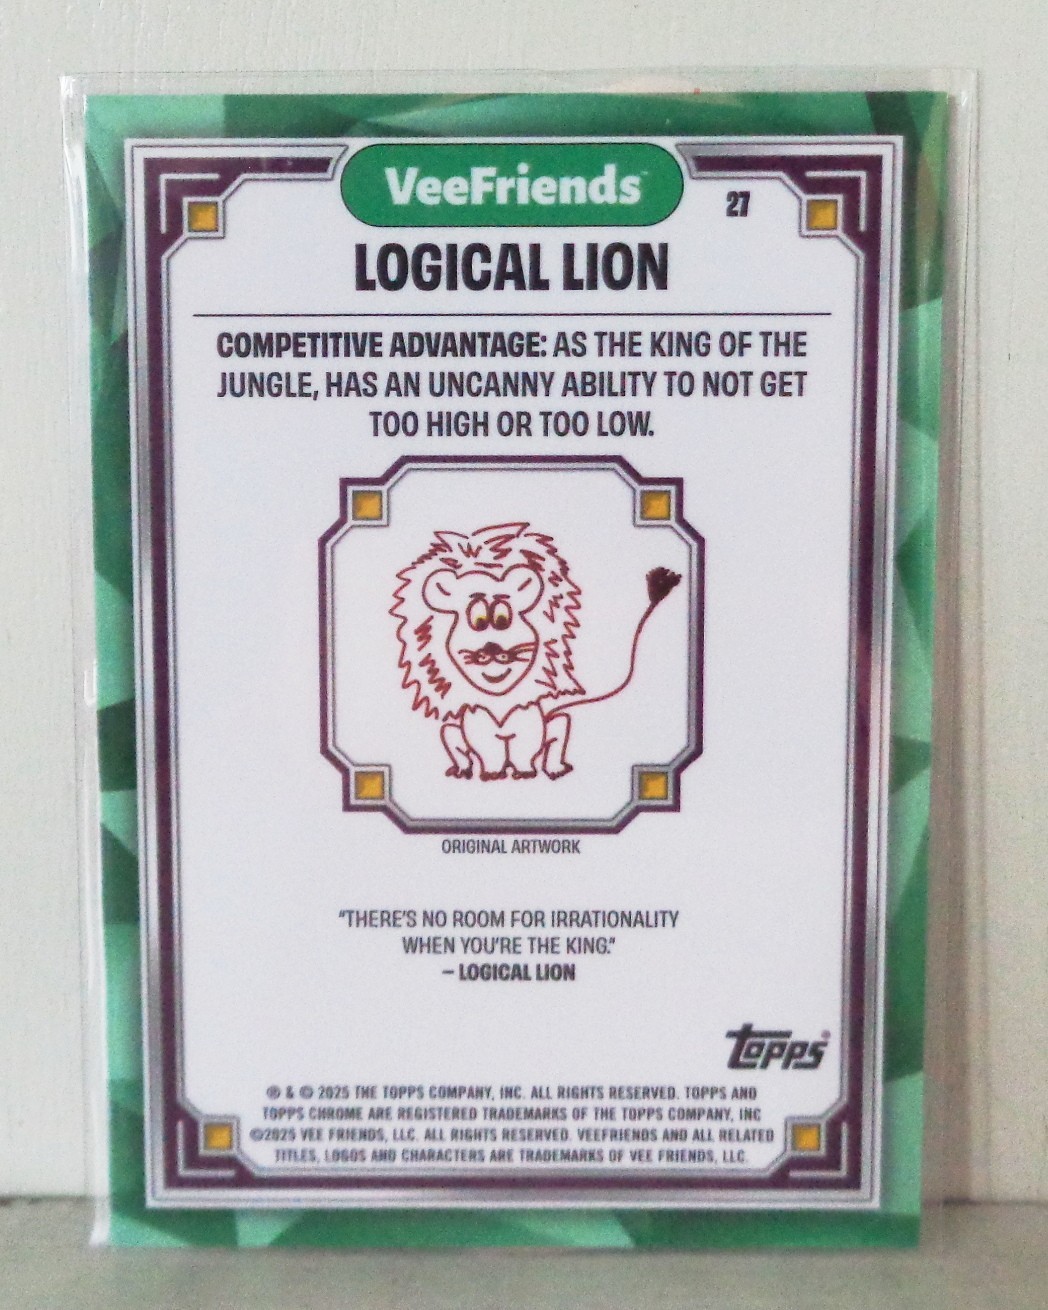 VeeFriends™
27
LOGICAL LION
COMPETITIVE ADVANTAGE: AS THE KING OF THE
JUNGLE, HAS AN UNCANNY ABILITY TO NOT GET
TOO HIGH OR TOO LOW.
ORIGINAL ARTWORK
"THERE'S NO ROOM FOR IRRATIONALITY
WHEN YOU'RE THE KING."
– LOGICAL LION
topps®
® & © 2025 THE TOPPS COMPANY, INC. ALL RIGHTS RESERVED. TOPPS AND
TOPPS CHROME ARE REGISTERED TRADEMARKS OF THE TOPPS COMPANY, INC
©2025 VEE FRIENDS, LLC. ALL RIGHTS RESERVED. VEEFRIENDS AND ALL RELATED
TITLES, LOGOS AND CHARACTERS ARE TRADEMARKS OF VEE FRIENDS, LLC.